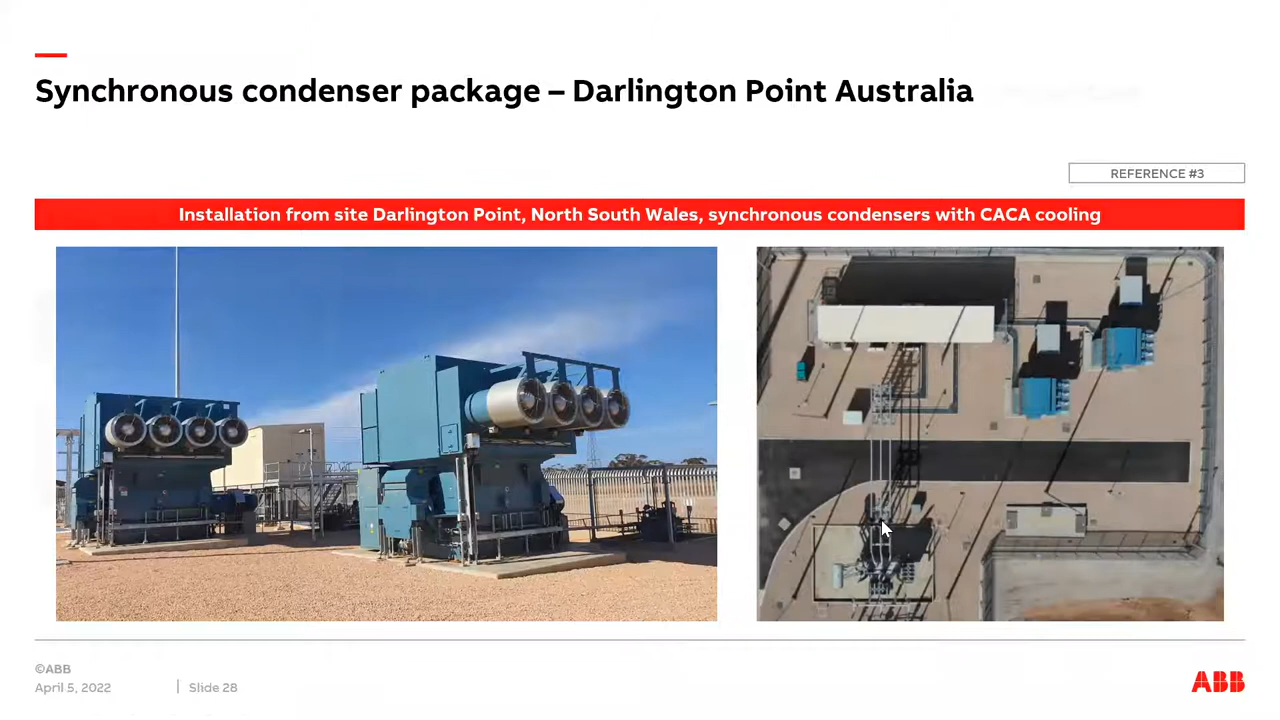 Synchronous condenser package – Darlington Point Australia
REFERENCE #3
Installation from site Darlington Point, North South Wales, synchronous condensers with CACA cooling
©ABB
April 5, 2022
Slide 28
ABB